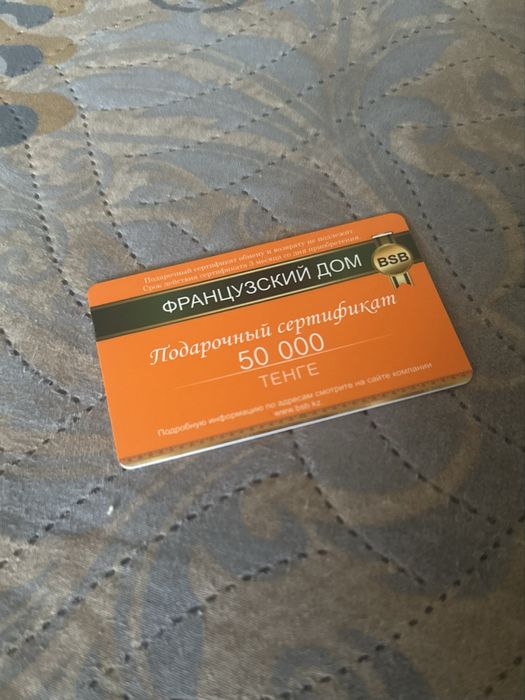 Подарочный сертификат обмену и возврату не подлежит
Срок действия сертификата 3 месяца со дня приобретения.
ФРАНЦУЗСКИЙ ДОМ
BSB
Подарочный сертификат
50 000
ТЕНГЕ
Подробную информацию по адресам смотрите на сайте компании
www.bsb.kz